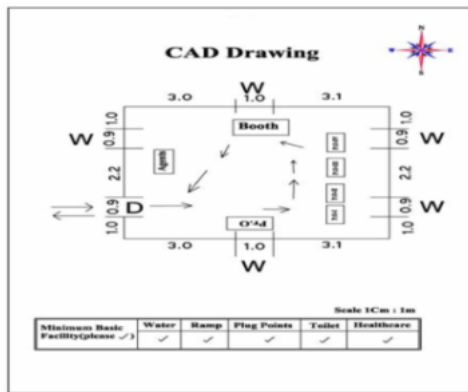 N
W
E
S
CAD Drawing
W
3.0
1.0
3.1
1.0
1.0
Booth
W
0.9
0.9
W
Agents
2.2
2.2
0.9
D
0.9
W
P.r.O
1.0
1.0
3.0
1.0
3.1
W
Scale 1Cm : 1m
Minimum Basic Facility(please ✓)
Water
Ramp
Plug Points
Toilet
Healthcare
✓
✓
✓
✓
✓